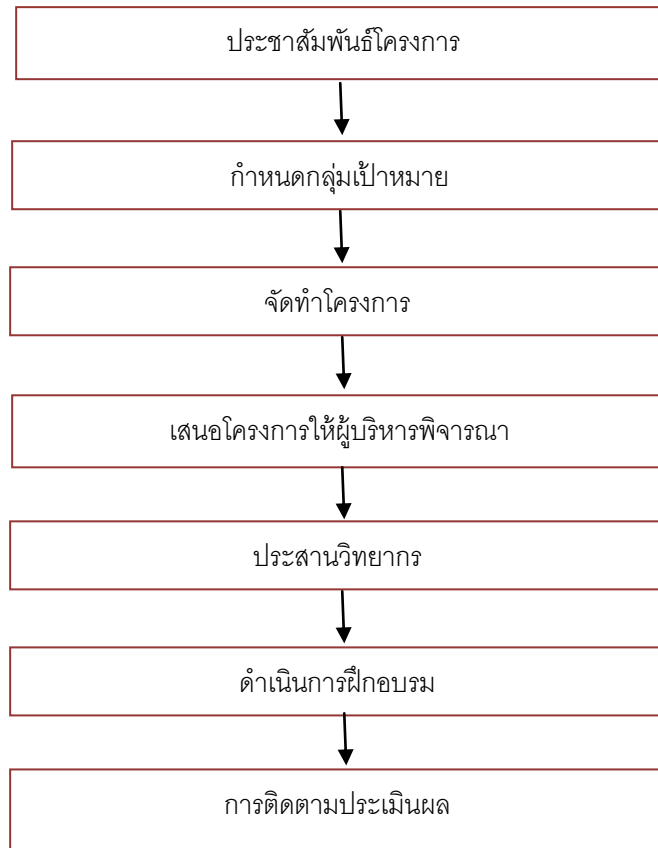 ประชาสัมพันธ์โครงการ
กำหนดกลุ่มเป้าหมาย
จัดทำโครงการ
เสนอโครงการให้ผู้บริหารพิจารณา
ประสานวิทยากร
ดำเนินการฝึกอบรม
การติดตามประเมินผล